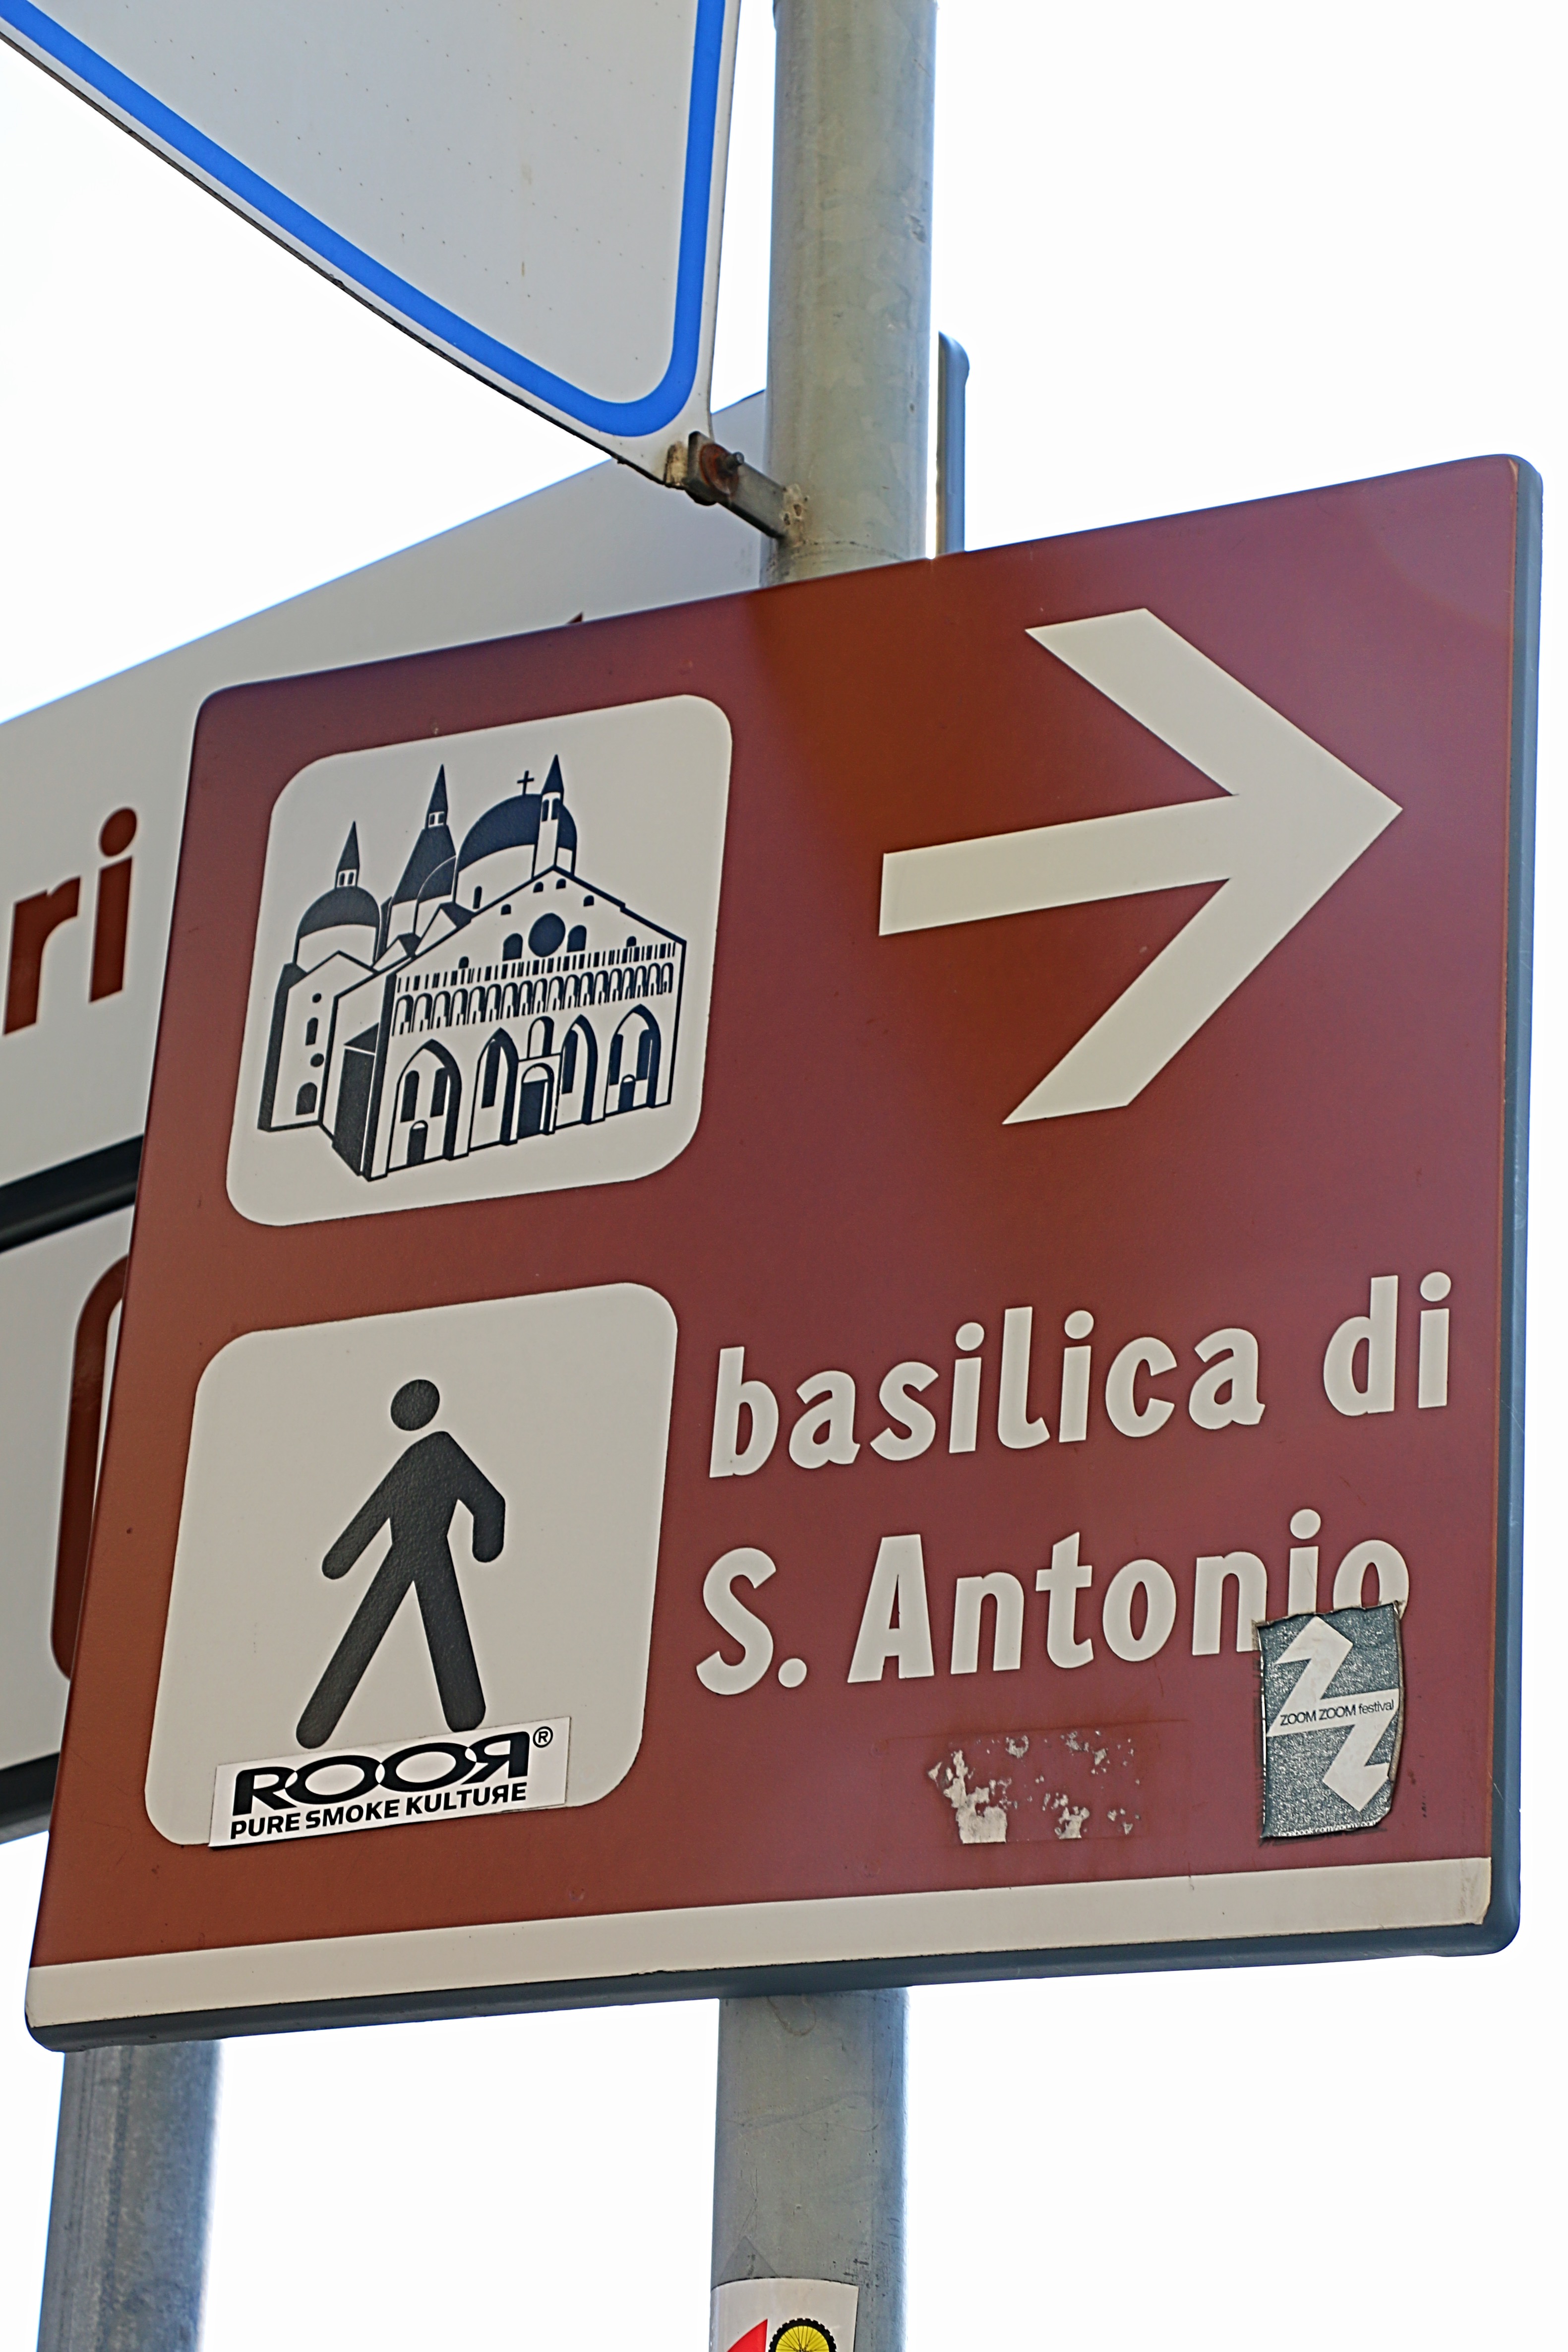 ri
basilica di
S. Antonio
ROOR®
PURE SMOKE KULTURE
ZOOM ZOOM festival